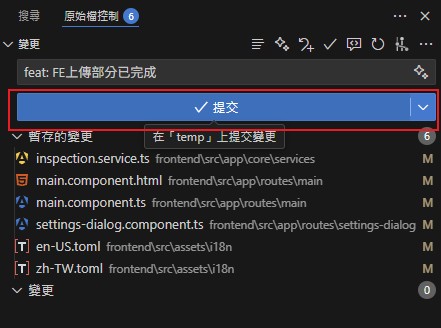 搜尋 原始檔控制 6
變更
feat: FE上傳部分已完成
提交
在「temp」上提交變更
暫存的變更 6
inspection.service.ts frontend\src\app\core\services M
main.component.html frontend\src\app\routes\main M
main.component.ts frontend\src\app\routes\main M
settings-dialog.component.ts frontend\src\app\routes\settings-dialog M
en-US.toml frontend\src\assets\i18n M
zh-TW.toml frontend\src\assets\i18n M
變更 0